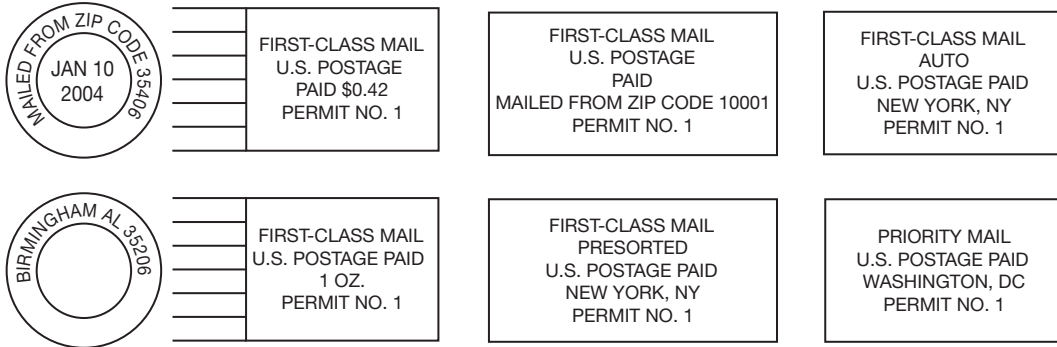 MAILED FROM ZIP CODE 35406
JAN 10
2004
FIRST-CLASS MAIL
U.S. POSTAGE
PAID $0.42
PERMIT NO. 1
FIRST-CLASS MAIL
U.S. POSTAGE
PAID
MAILED FROM ZIP CODE 10001
PERMIT NO. 1
FIRST-CLASS MAIL
AUTO
U.S. POSTAGE PAID
NEW YORK, NY
PERMIT NO. 1
BIRMINGHAM AL 35206
FIRST-CLASS MAIL
U.S. POSTAGE PAID
1 OZ.
PERMIT NO. 1
FIRST-CLASS MAIL
PRESORTED
U.S. POSTAGE PAID
NEW YORK, NY
PERMIT NO. 1
PRIORITY MAIL
U.S. POSTAGE PAID
WASHINGTON, DC
PERMIT NO. 1